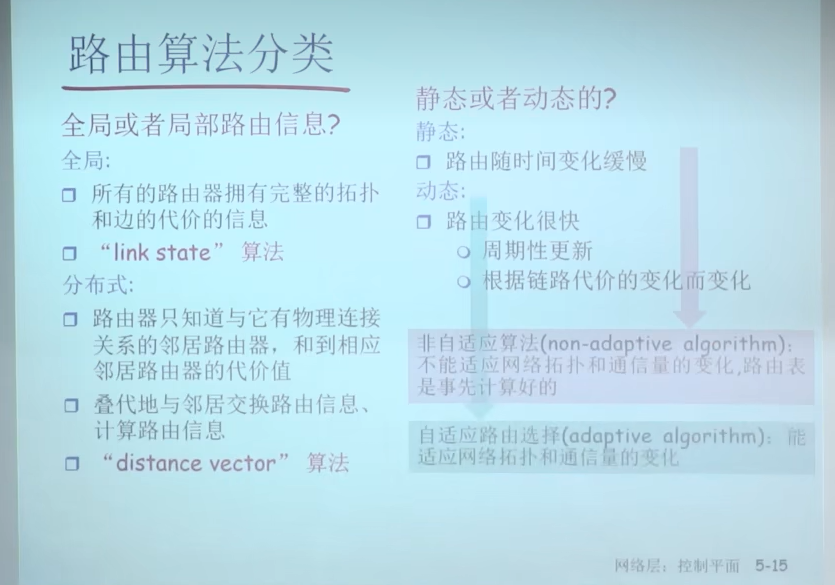 路由算法分类
全局或者局部路由信息?
全局:
所有的路由器拥有完整的拓扑
和边的代价的信息
“link state” 算法
分布式:
路由器只知道与它有物理连接
关系的邻居路由器，和到相应
邻居路由器的代价值
叠代地与邻居交换路由信息、
计算路由信息
“distance vector” 算法
静态或者动态的?
静态:
路由随时间变化缓慢
动态:
路由变化很快
周期性更新
根据链路代价的变化而变化
非自适应算法(non-adaptive algorithm):
不能适应网络拓扑和通信量的变化,路由表
是事先计算好的
自适应路由选择(adaptive algorithm): 能
适应网络拓扑和通信量的变化
网络层: 控制平面 5-15